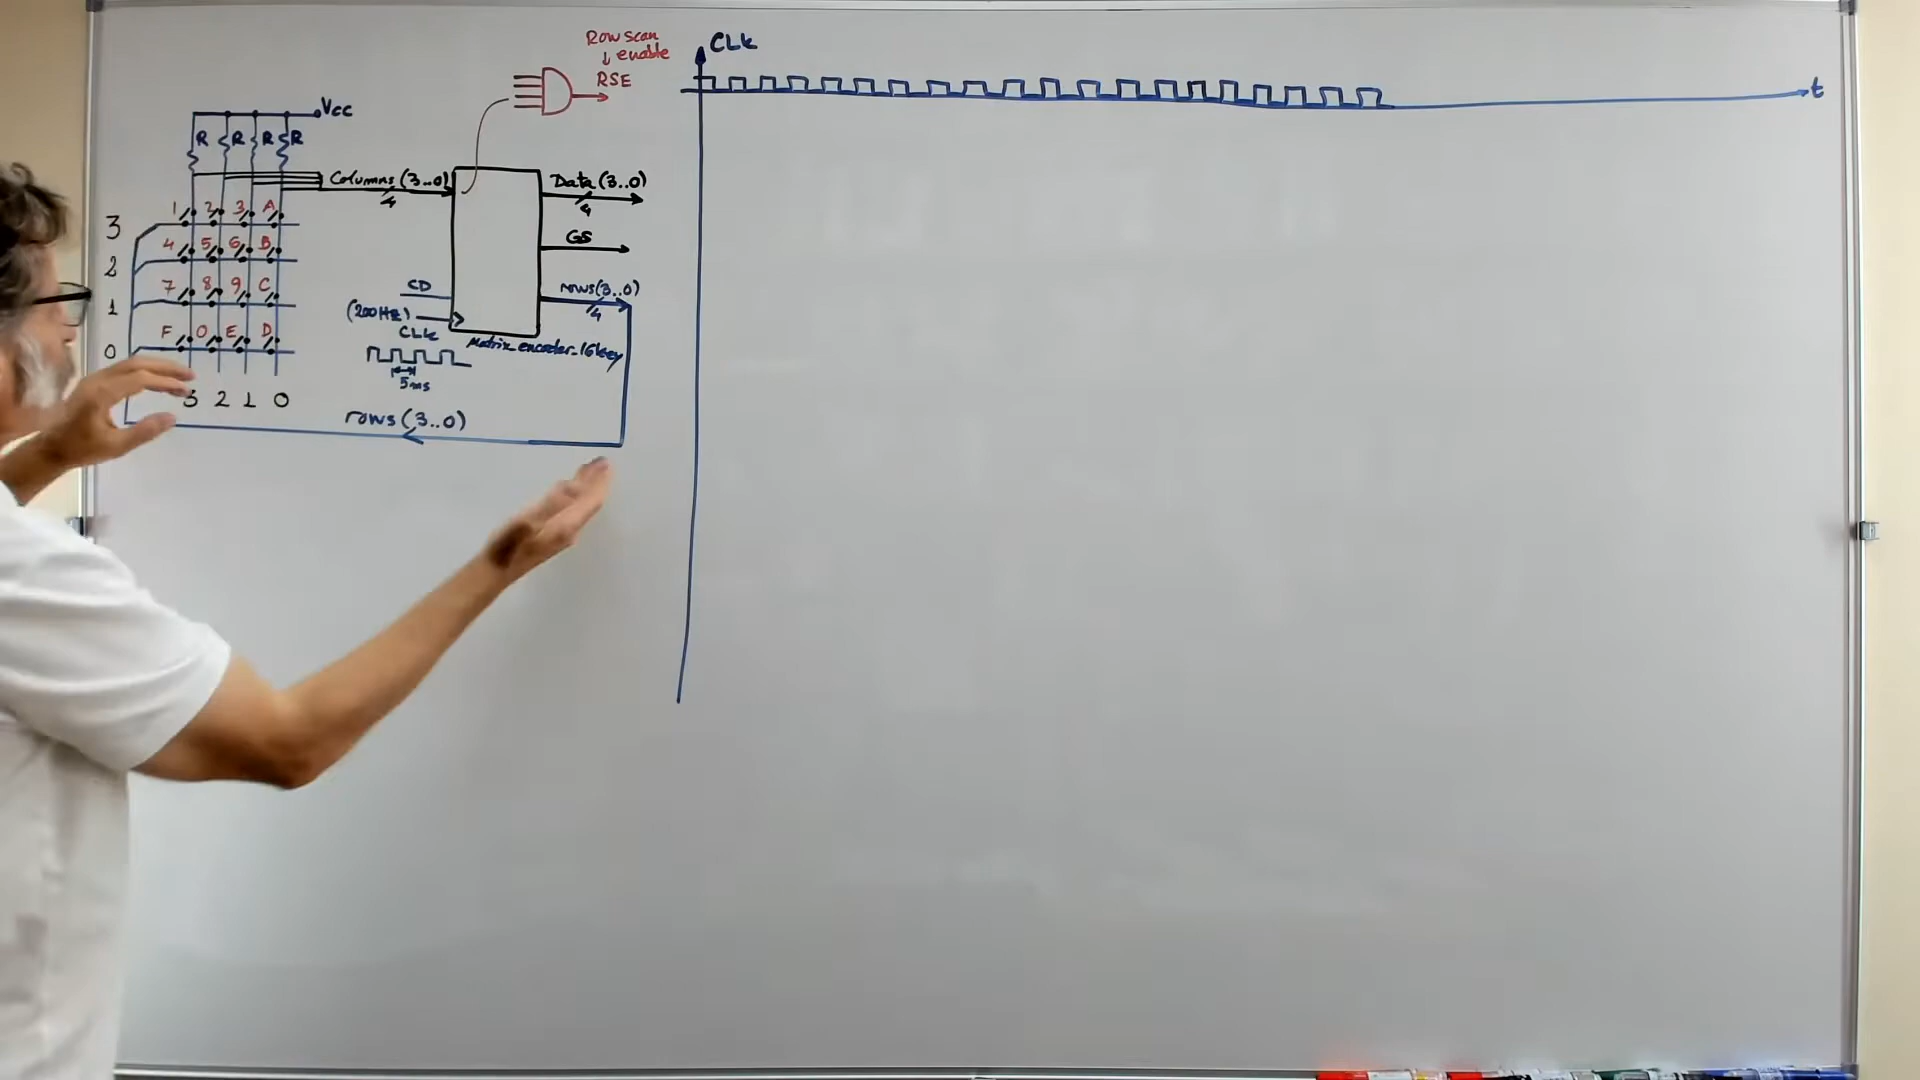 Row scan
↓ enable
RSE
CLK
t
Vcc
R R R R
Columns (3..0)
4
Data (3..0)
4
GS
rows(3..0)
4
CD
(200 Hz)
CLK
5ms
Matrix_encoder_16key
3 1 2 3 A
2 4 5 6 B
1 7 8 9 C
0 F 0 E D
3 2 1 0
rows (3..0)